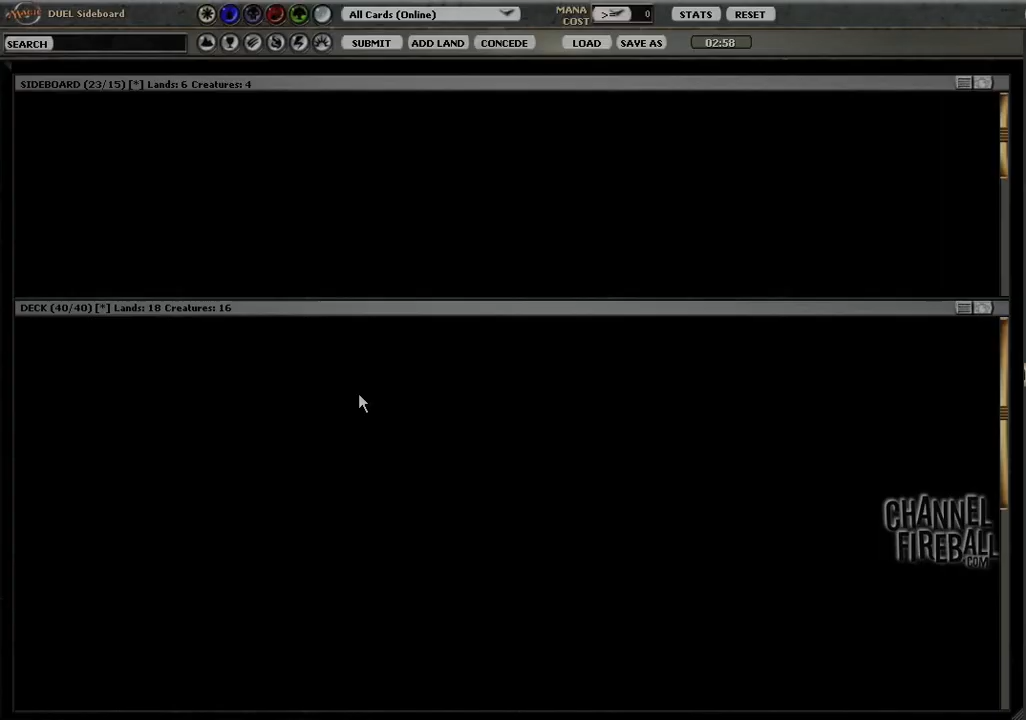 MAGIC DUEL Sideboard All Cards (Online) MANA COST > 0 STATS RESET
SEARCH SUBMIT ADD LAND CONCEDE LOAD SAVE AS 02:58
SIDEBOARD (23/15) [*] Lands: 6 Creatures: 4
DECK (40/40) [*] Lands: 18 Creatures: 16
CHANNEL
FIREBALL
.COM